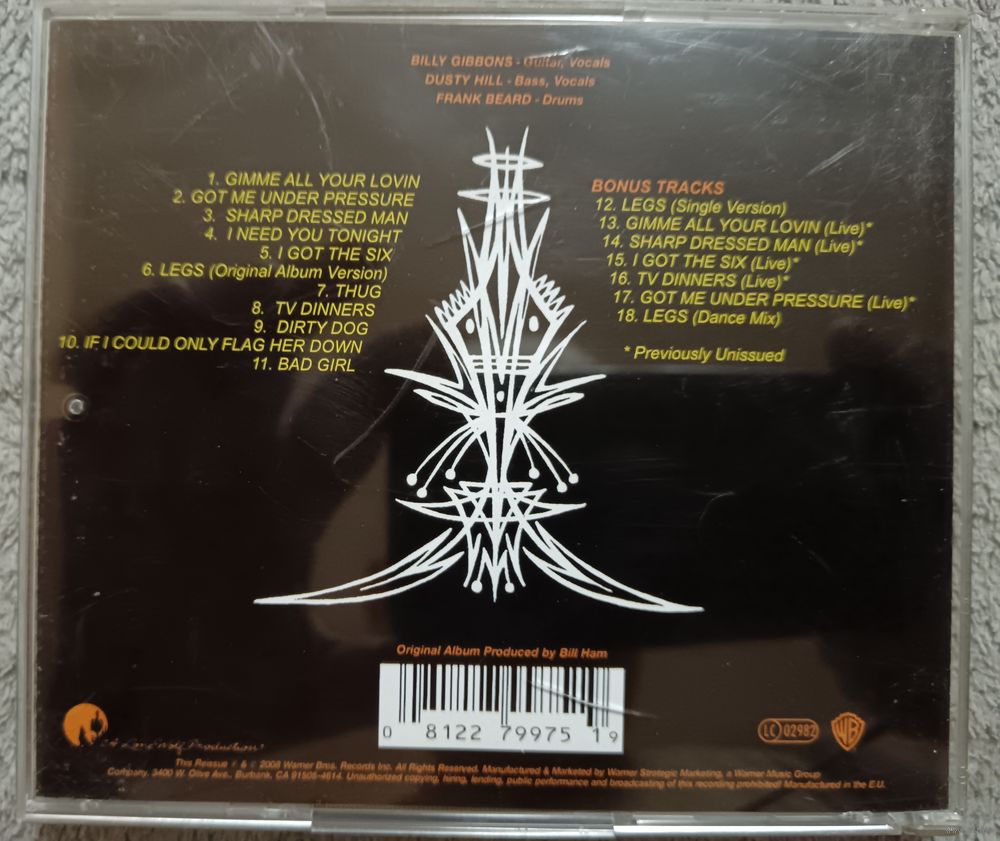 BILLY GIBBONS - Guitar, Vocals
DUSTY HILL - Bass, Vocals
FRANK BEARD - Drums
1. GIMME ALL YOUR LOVIN
2. GOT ME UNDER PRESSURE
3. SHARP DRESSED MAN
4. I NEED YOU TONIGHT
5. I GOT THE SIX
6. LEGS (Original Album Version)
7. THUG
8. TV DINNERS
9. DIRTY DOG
10. IF I COULD ONLY FLAG HER DOWN
11. BAD GIRL
BONUS TRACKS
12. LEGS (Single Version)
13. GIMME ALL YOUR LOVIN (Live)*
14. SHARP DRESSED MAN (Live)*
15. I GOT THE SIX (Live)*
16. TV DINNERS (Live)*
17. GOT ME UNDER PRESSURE (Live)*
18. LEGS (Dance Mix)
* Previously Unissued
Original Album Produced by Bill Ham
0 8122 79975 1 9
A Lone Wolf Production
LC 02982
WB
This Reissue ℗ & © 2008 Warner Bros. Records Inc. All Rights Reserved. Manufactured & Marketed by Warner Strategic Marketing, a Warner Music Group
Company, 3400 W. Olive Ave., Burbank, CA 91505-4614. Unauthorized copying, hiring, lending, public performance and broadcasting of this recording prohibited! Manufactured in the E.U.